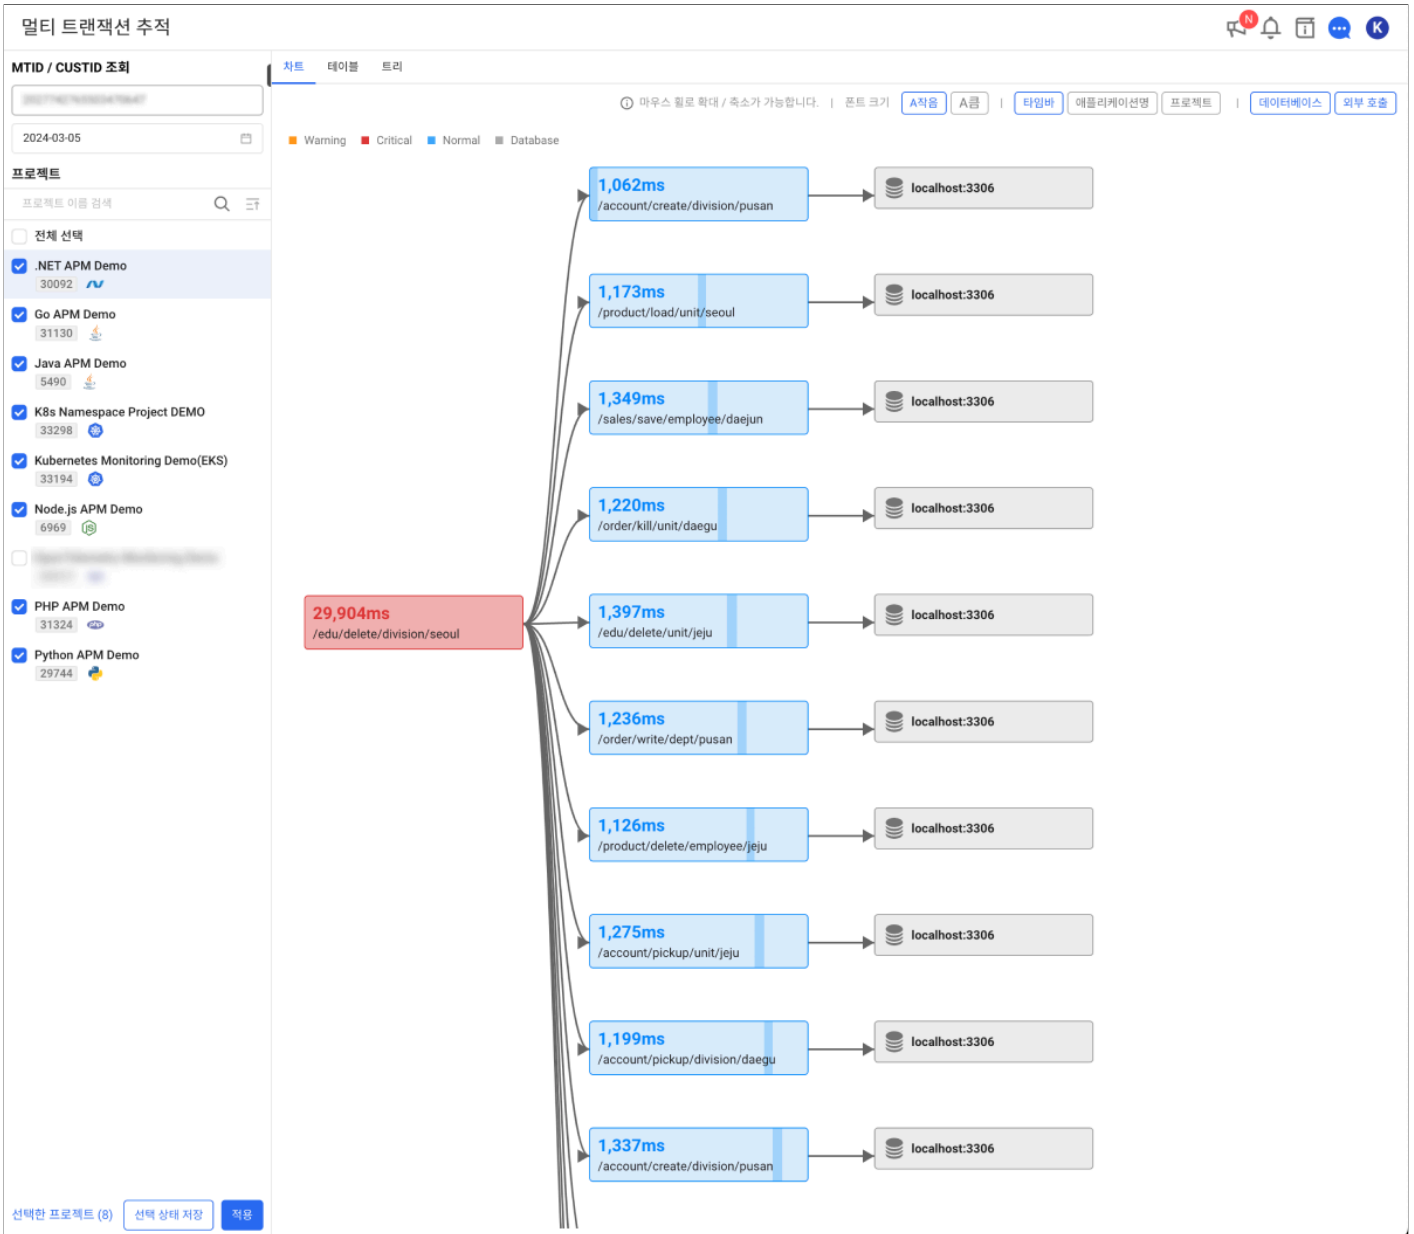 멀티 트랜잭션 추적
N
K
MTID / CUSTID 조회
2024-03-05
프로젝트
프로젝트 이름 검색
전체 선택
.NET APM Demo
30092
Go APM Demo
31130
Java APM Demo
5490
K8s Namespace Project DEMO
33298
Kubernetes Monitoring Demo(EKS)
33194
Node.js APM Demo
6969
JS
PHP APM Demo
31324
php
Python APM Demo
29744
선택한 프로젝트 (8)
선택 상태 저장
적용
차트 테이블 트리
마우스 휠로 확대 / 축소가 가능합니다. | 폰트 크기 A작음 A큼 | 타임바 애플리케이션명 프로젝트 | 데이터베이스 외부 호출
Warning Critical Normal Database
29,904ms
/edu/delete/division/seoul
1,062ms
/account/create/division/pusan
localhost:3306
1,173ms
/product/load/unit/seoul
localhost:3306
1,349ms
/sales/save/employee/daejun
localhost:3306
1,220ms
/order/kill/unit/daegu
localhost:3306
1,397ms
/edu/delete/unit/jeju
localhost:3306
1,236ms
/order/write/dept/pusan
localhost:3306
1,126ms
/product/delete/employee/jeju
localhost:3306
1,275ms
/account/pickup/unit/jeju
localhost:3306
1,199ms
/account/pickup/division/daegu
localhost:3306
1,337ms
/account/create/division/pusan
localhost:3306